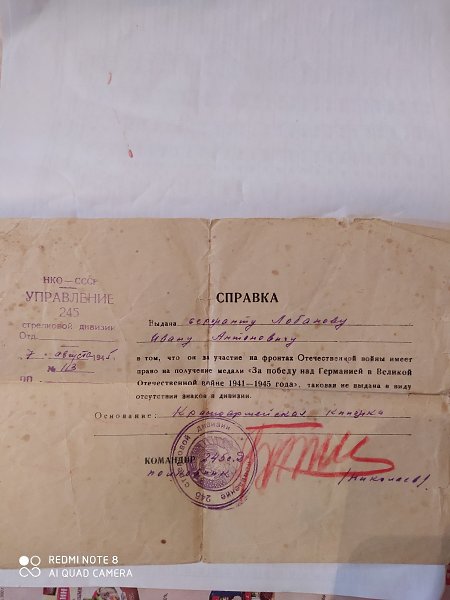 НКО — СССР
УПРАВЛЕНИЕ
245
стрелковой дивизии
Отд.
7 августа 1945 г.
№ 163
СПРАВКА
Выдана сержанту Лобанову
Ивану Антоновичу
в том, что он за участие на фронтах Отечественной войны имеет
право на получение медали «За победу над Германией в Великой
Отечественной войне 1941—1945 года», таковая не выдана в виду
отсутствия знаков в дивизии.
Основание: Красноармейская книжка
КОМАНДИР 245 СД
полковник
(Николаев)
REDMI NOTE 8
AI QUAD CAMERA